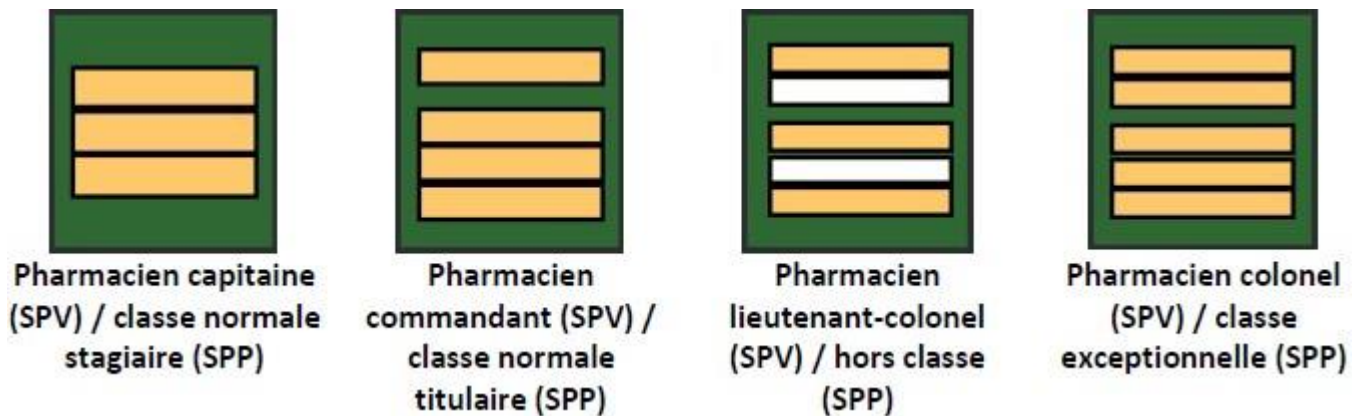 Pharmacien capitaine
(SPV) / classe normale
stagiaire (SPP)
Pharmacien
commandant (SPV) /
classe normale
titulaire (SPP)
Pharmacien
lieutenant-colonel
(SPV) / hors classe
(SPP)
Pharmacien colonel
(SPV) / classe
exceptionnelle (SPP)